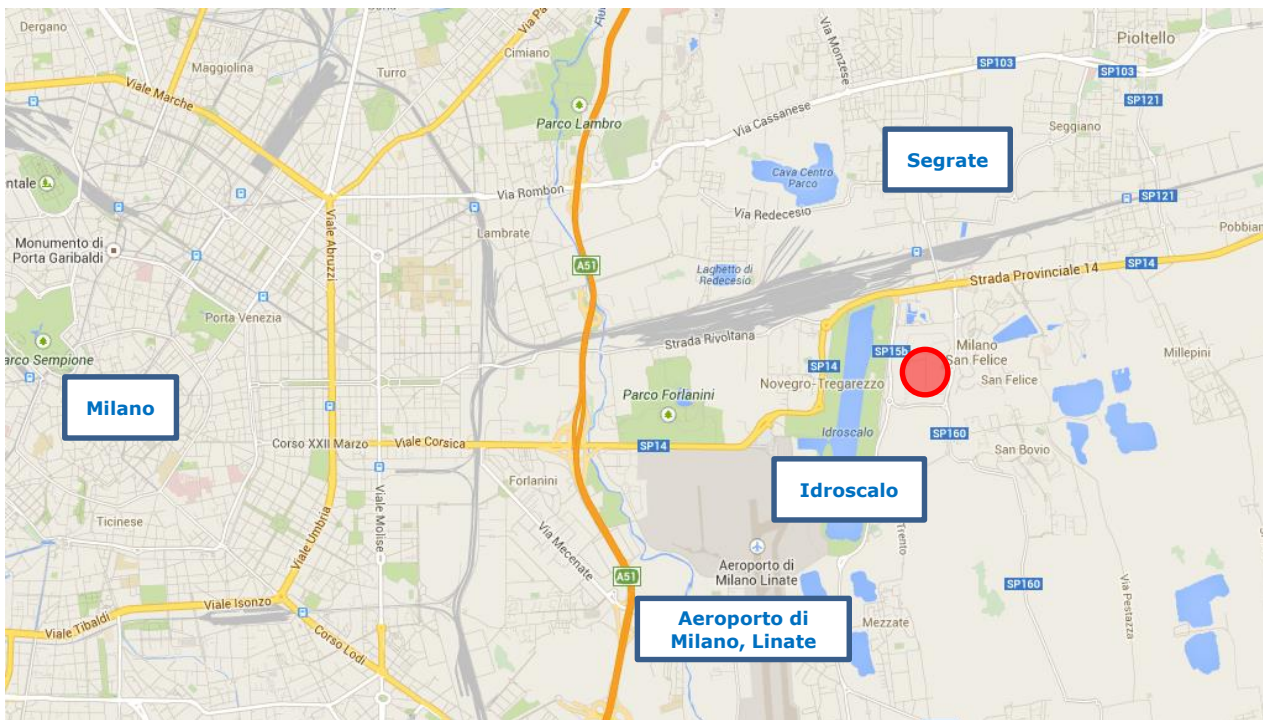 Dergano
Maggiolina
Turro
Cimiano
Viale Marche
Parco Lambro
Via Monzese
Pioltello
SP103
SP103
SP121
Via Cassanese
Seggiano
Segrate
Cava Centro
Parco
Via Rombon
Via Redecesio
SP121
Lambrate
Monumento di
Porta Garibaldi
Viale Abruzzi
A51
Laghetto di
Redecesio
Strada Provinciale 14
SP14
Porta Venezia
Strada Rivoltana
SP15b
Milano
San Felice
Millepini
SP14
Novegro-Tregarezzo
San Felice
Milano
Parco Forlanini
Idroscalo
SP160
San Bovio
Corso XXII Marzo
Viale Corsica
SP14
Forlanini
Idroscalo
Viale Molise
Viale Umbria
Ticinese
Via Mecenate
Trento
Aeroporto di
Milano Linate
A51
SP160
Via Pestazza
Viale Isonzo
Viale Tibaldi
Corso Lodi
Aeroporto di
Milano, Linate
Mezzate